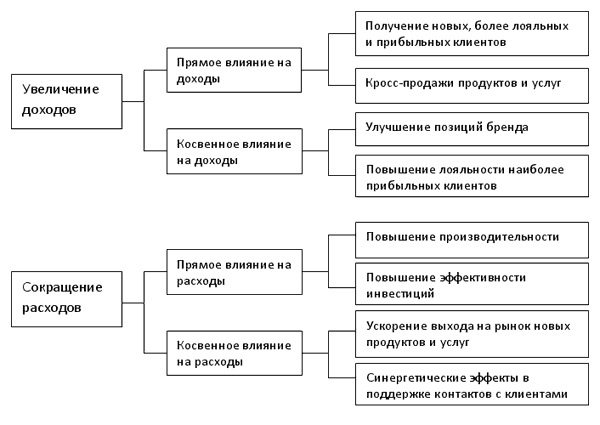 Увеличение
доходов
Прямое влияние на
доходы
Получение новых, более лояльных
и прибыльных клиентов
Кросс-продажи продуктов и услуг
Косвенное влияние
на доходы
Улучшение позиций бренда
Повышение лояльности наиболее
прибыльных клиентов
Сокращение
расходов
Прямое влияние на
расходы
Повышение производительности
Повышение эффективности
инвестиций
Косвенное влияние
на расходы
Ускорение выхода на рынок новых
продуктов и услуг
Синергетические эффекты в
поддержке контактов с клиентами